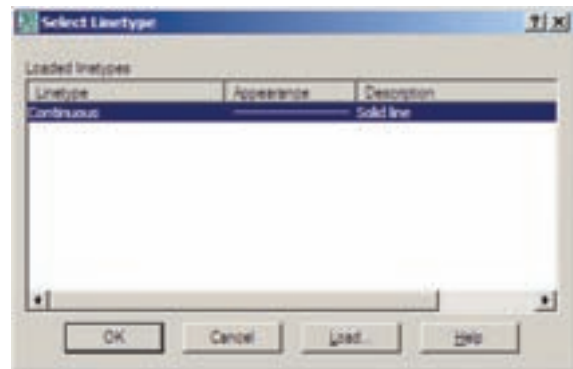 Select Linetype
Loaded linetypes
Linetype Appearance Description
Continuous Solid line
OK Cancel Load... Help